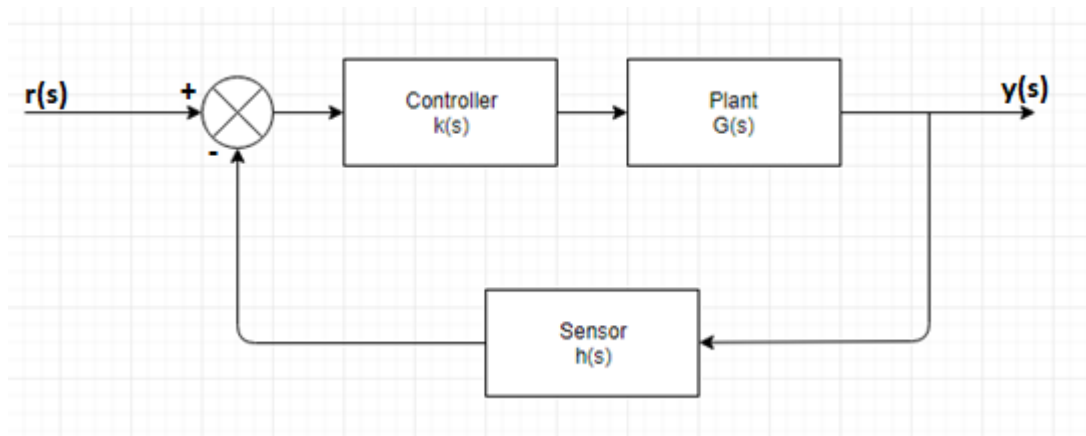 r(s)
+
-
Controller
k(s)
Plant
G(s)
y(s)
Sensor
h(s)